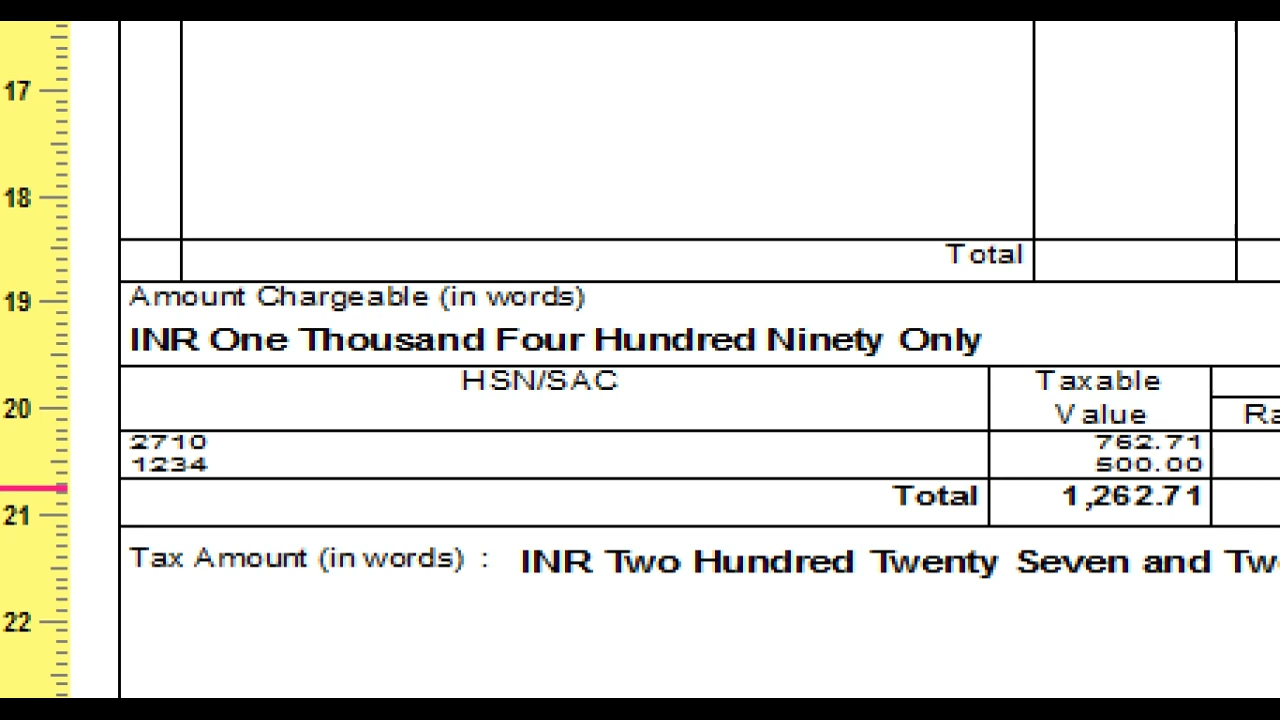 17
18
Total
19
Amount Chargeable (in words)
INR One Thousand Four Hundred Ninety Only
HSN/SAC Taxable
20 Value
2710 762.71
1234 500.00
Total 1,262.71
21
Tax Amount (in words) : INR Two Hundred Twenty Seven and
22